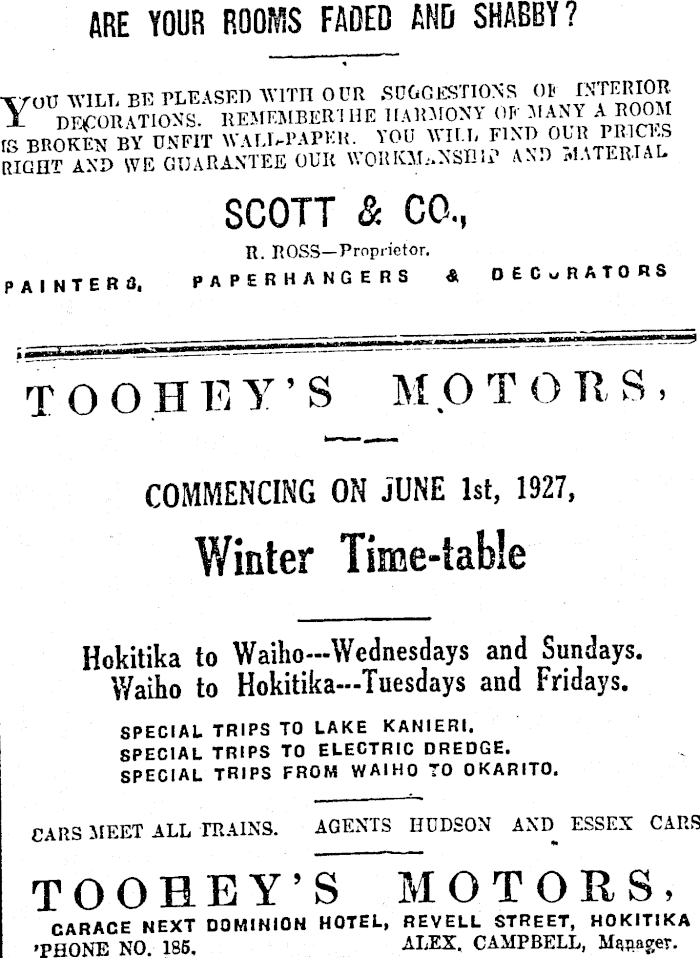 ARE YOUR ROOMS FADED AND SHABBY?
YOU WILL BE PLEASED WITH OUR SUGGESTIONS OF INTERIOR
DECORATIONS. REMEMBER THE HARMONY OF MANY A ROOM
IS BROKEN BY UNFIT WALL-PAPER. YOU WILL FIND OUR PRICES
RIGHT AND WE GUARANTEE OUR WORKMANSHIP AND MATERIAL
SCOTT & CO.,
R. ROSS—Proprietor.
PAINTERS, PAPERHANGERS & DECORATORS
TOOHEY'S MOTORS,
COMMENCING ON JUNE 1st, 1927,
Winter Time-table
Hokitika to Waiho---Wednesdays and Sundays.
Waiho to Hokitika---Tuesdays and Fridays.
SPECIAL TRIPS TO LAKE KANIERI.
SPECIAL TRIPS TO ELECTRIC DREDGE.
SPECIAL TRIPS FROM WAIHO TO OKARITO.
CARS MEET ALL TRAINS. AGENTS HUDSON AND ESSEX CARS
TOOHEY'S MOTORS,
GARAGE NEXT DOMINION HOTEL, REVELL STREET, HOKITIKA
'PHONE NO. 185. ALEX. CAMPBELL, Manager.